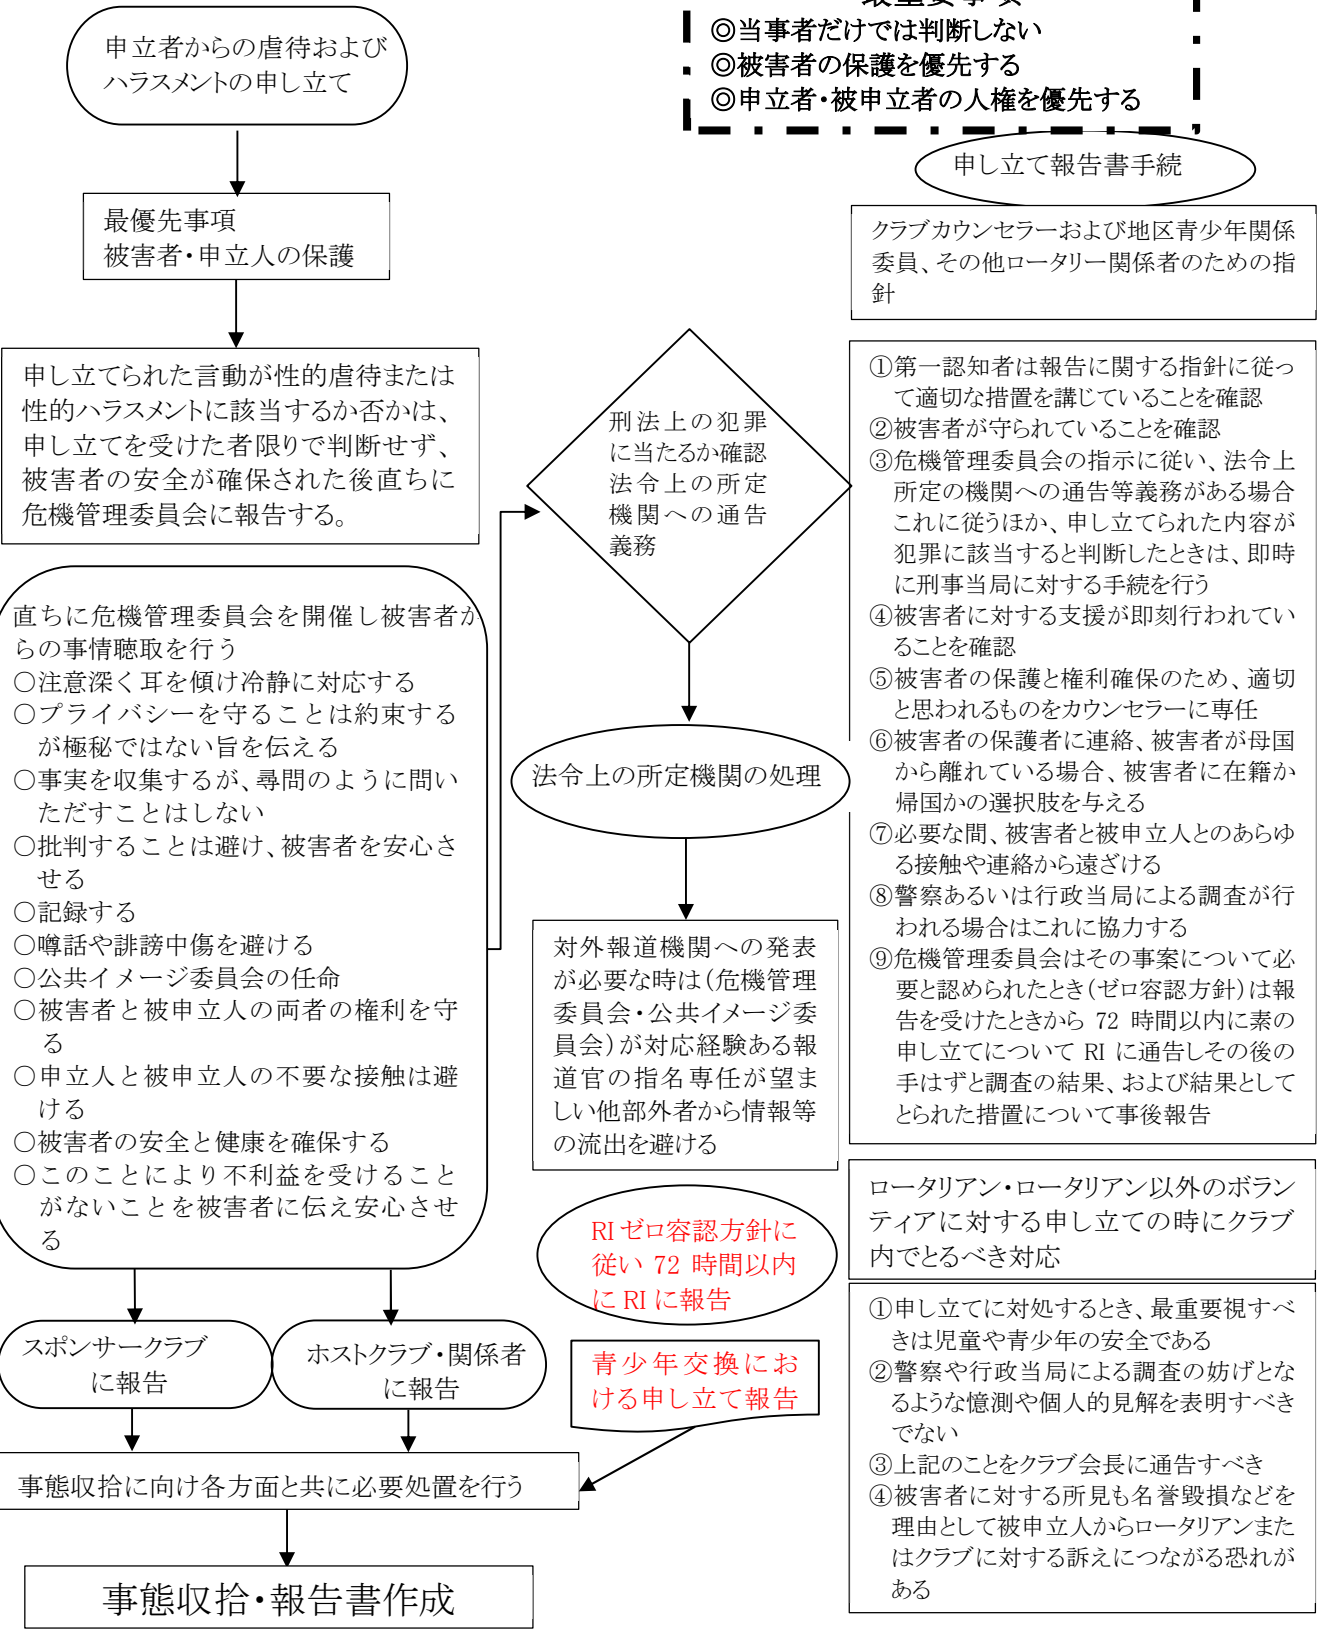 最重要事項
◎当事者だけでは判断しない
◎被害者の保護を優先する
◎申立者・被申立者の人権を優先する
申立者からの虐待および
ハラスメントの申し立て
最優先事項
被害者・申立人の保護
申し立てられた言動が性的虐待または
性的ハラスメントに該当するか否かは、
申し立てを受けた者限りで判断せず、
被害者の安全が確保された後直ちに
危機管理委員会に報告する。
直ちに危機管理委員会を開催し被害者か
らの事情聴取を行う
○注意深く耳を傾け冷静に対応する
○プライバシーを守ることは約束する
が極秘ではない旨を伝える
○事実を収集するが、尋問のように問い
ただすことはしない
○批判することは避け、被害者を安心さ
せる
○記録する
○噂話や誹謗中傷を避ける
○公共イメージ委員会の任命
○被害者と被申立人の両者の権利を守
る
○申立人と被申立人の不要な接触は避
ける
○被害者の安全と健康を確保する
○このことにより不利益を受けること
がないことを被害者に伝え安心させ
る
スポンサークラブ
に報告
ホストクラブ・関係者
に報告
事態収拾に向け各方面と共に必要処置を行う
事態収拾・報告書作成
刑法上の犯罪
に当たるか確認
法令上の所定
機関への通告
義務
法令上の所定機関の処理
対外報道機関への発表
が必要な時は(危機管理
委員会・公共イメージ委
員会)が対応経験ある報
道官の指名専任が望ま
しい他部外者から情報等
の流出を避ける
RIゼロ容認方針に
従い 72 時間以内
に RI に報告
青少年交換にお
ける申し立て報告
申し立て報告書手続
クラブカウンセラーおよび地区青少年関係
委員、その他ロータリー関係者のための指
針
①第一認知者は報告に関する指針に従っ
て適切な措置を講じていることを確認
②被害者が守られていることを確認
③危機管理委員会の指示に従い、法令上
所定の機関への通告等義務がある場合
これに従うほか、申し立てられた内容が
犯罪に該当すると判断したときは、即時
に刑事当局に対する手続を行う
④被害者に対する支援が即刻行われてい
ることを確認
⑤被害者の保護と権利確保のため、適切
と思われるものをカウンセラーに専任
⑥被害者の保護者に連絡、被害者が母国
から離れている場合、被害者に在籍か
帰国かの選択肢を与える
⑦必要な間、被害者と被申立人とのあらゆ
る接触や連絡から遠ざける
⑧警察あるいは行政当局による調査が行
われる場合はこれに協力する
⑨危機管理委員会はその事案について必
要と認められたとき(ゼロ容認方針)は報
告を受けたときから 72 時間以内に素の
申し立てについて RI に通告しその後の
手はずと調査の結果、および結果として
とられた措置について事後報告
ロータリアン・ロータリアン以外のボラン
ティアに対する申し立ての時にクラブ
内でとるべき対応
①申し立てに対処するとき、最重要視すべ
きは児童や青少年の安全である
②警察や行政当局による調査の妨げとな
るような憶測や個人的見解を表明すべき
でない
③上記のことをクラブ会長に通告すべき
④被害者に対する所見も名誉毀損などを
理由として被申立人からロータリアンまた
はクラブに対する訴えにつながる恐れが
ある